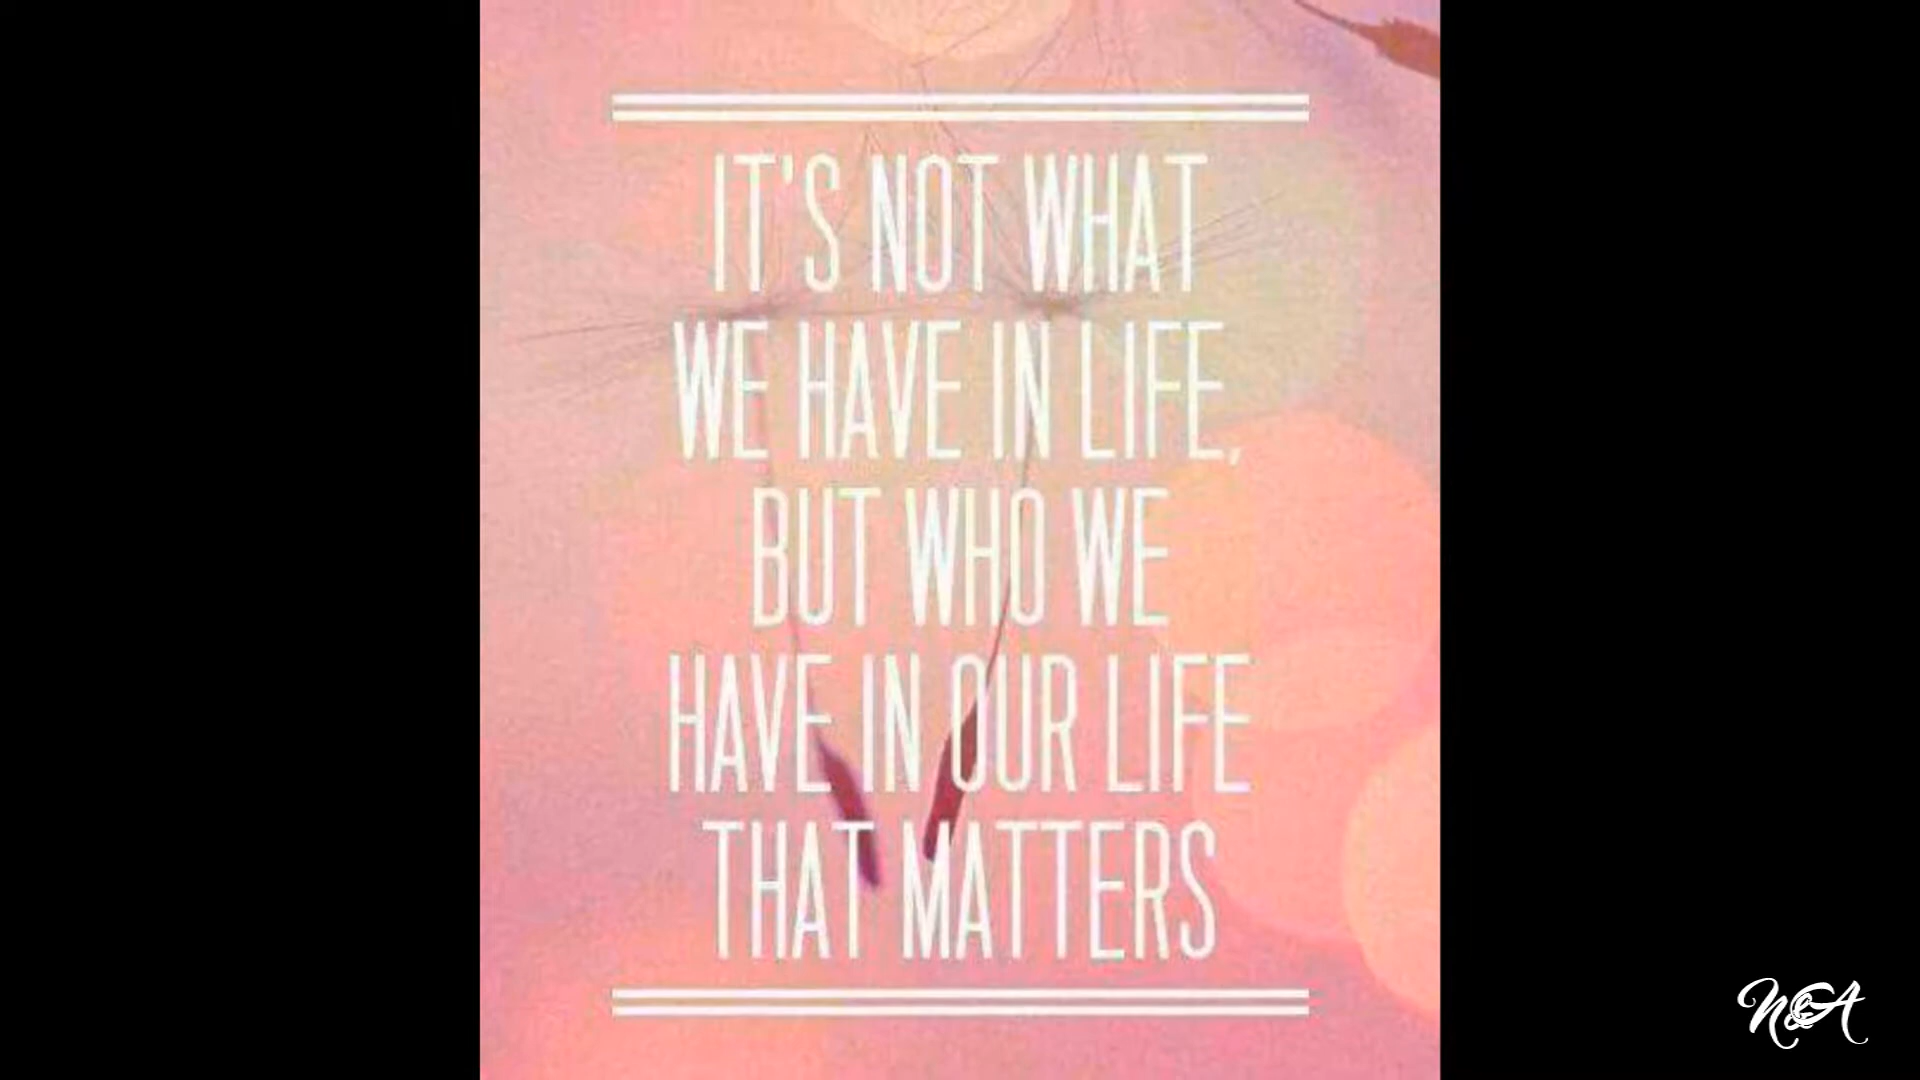 IT'S NOT WHAT
WE HAVE IN LIFE,
BUT WHO WE
HAVE IN OUR LIFE
THAT MATTERS
N&A